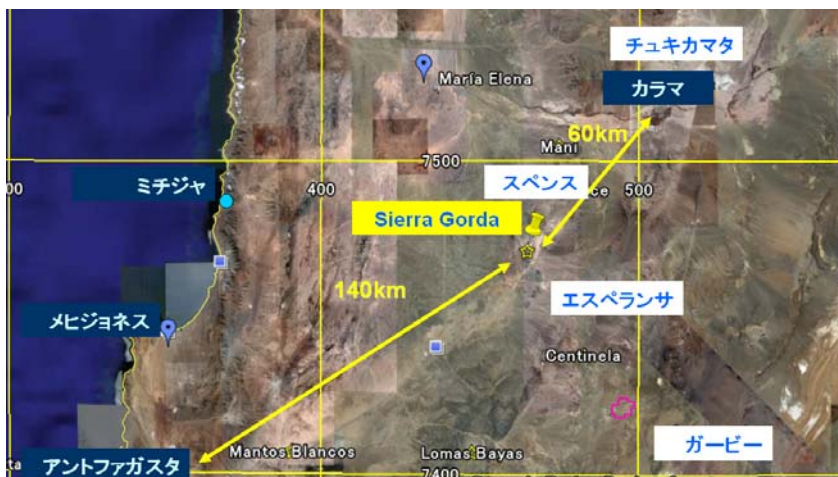 チュキカマタ
カラマ
María Elena
60km
Mani
7500
00
400
スペンス
ce
500
ミチジャ
Sierra Gorda
140km
エスペランサ
メヒジョネス
Centinela
ガービー
Mantos Blancos
Lomas Bayas
アントファガスタ
ta
7400